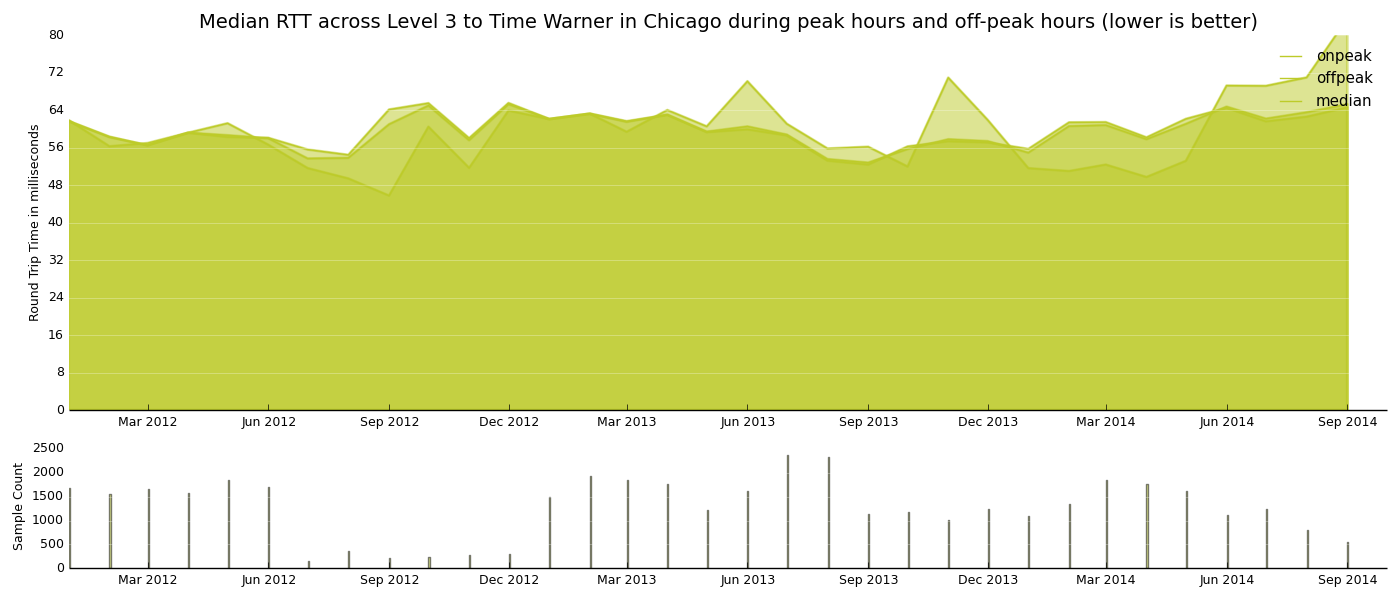 Median RTT across Level 3 to Time Warner in Chicago during peak hours and off-peak hours (lower is better)
80
72
64
56
48
40
32
24
16
8
0
Round Trip Time in milliseconds
onpeak
offpeak
median
Mar 2012 Jun 2012 Sep 2012 Dec 2012 Mar 2013 Jun 2013 Sep 2013 Dec 2013 Mar 2014 Jun 2014 Sep 2014
2500
2000
1500
1000
500
0
Sample Count
Mar 2012 Jun 2012 Sep 2012 Dec 2012 Mar 2013 Jun 2013 Sep 2013 Dec 2013 Mar 2014 Jun 2014 Sep 2014